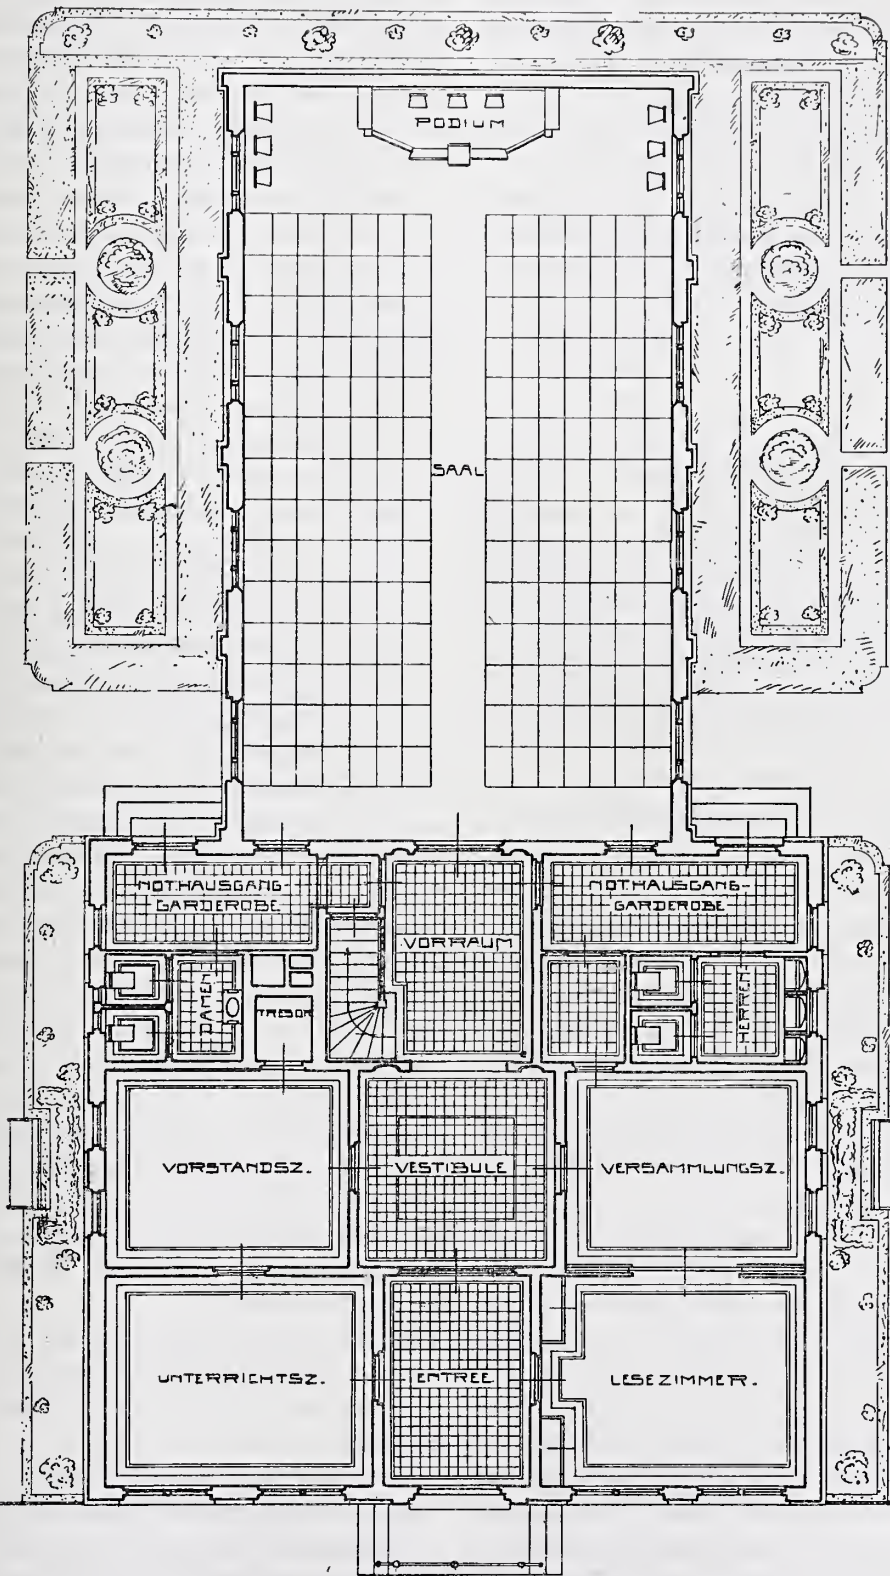 PODIUM
SAAL
NOTHAUSGANG-
GARDEROBE
NOTHAUSGANG-
GARDEROBE
VORRAUM
DAMEN
TRESOR
HERREN
VORSTANDSZ.
VESTIBULE
VERSAMMLUNGSZ.
UNTERRICHTSZ.
ENTREE
LESEZIMMER.